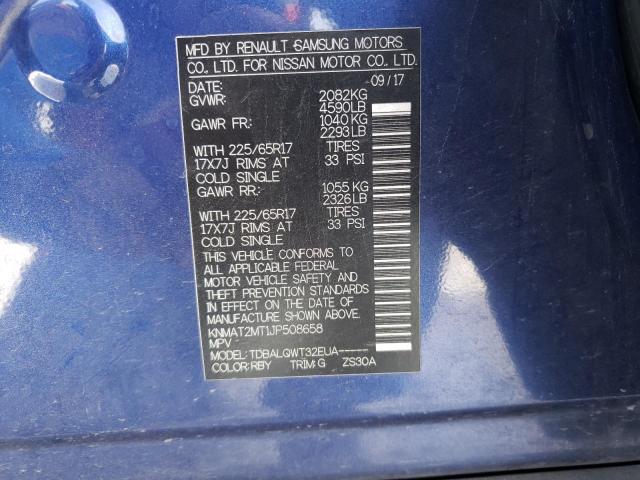 MFD BY RENAULT SAMSUNG MOTORS
CO., LTD. FOR NISSAN MOTOR CO., LTD.
DATE: 09/17
GVWR: 2082KG
4590LB
GAWR FR: 1040 KG
2293LB
WITH 225/65R17 TIRES
17X7J RIMS AT 33 PSI
COLD SINGLE
GAWR RR: 1055 KG
2326LB
WITH 225/65R17 TIRES
17X7J RIMS AT 33 PSI
COLD SINGLE
THIS VEHICLE CONFORMS TO
ALL APPLICABLE FEDERAL
MOTOR VEHICLE SAFETY AND
THEFT PREVENTION STANDARDS
IN EFFECT ON THE DATE OF
MANUFACTURE SHOWN ABOVE.
KNMAT2MT1JP508658
MPV
MODEL: TDBALQWT32EUA-----
COLOR:RBY TRIM:G ZS30A